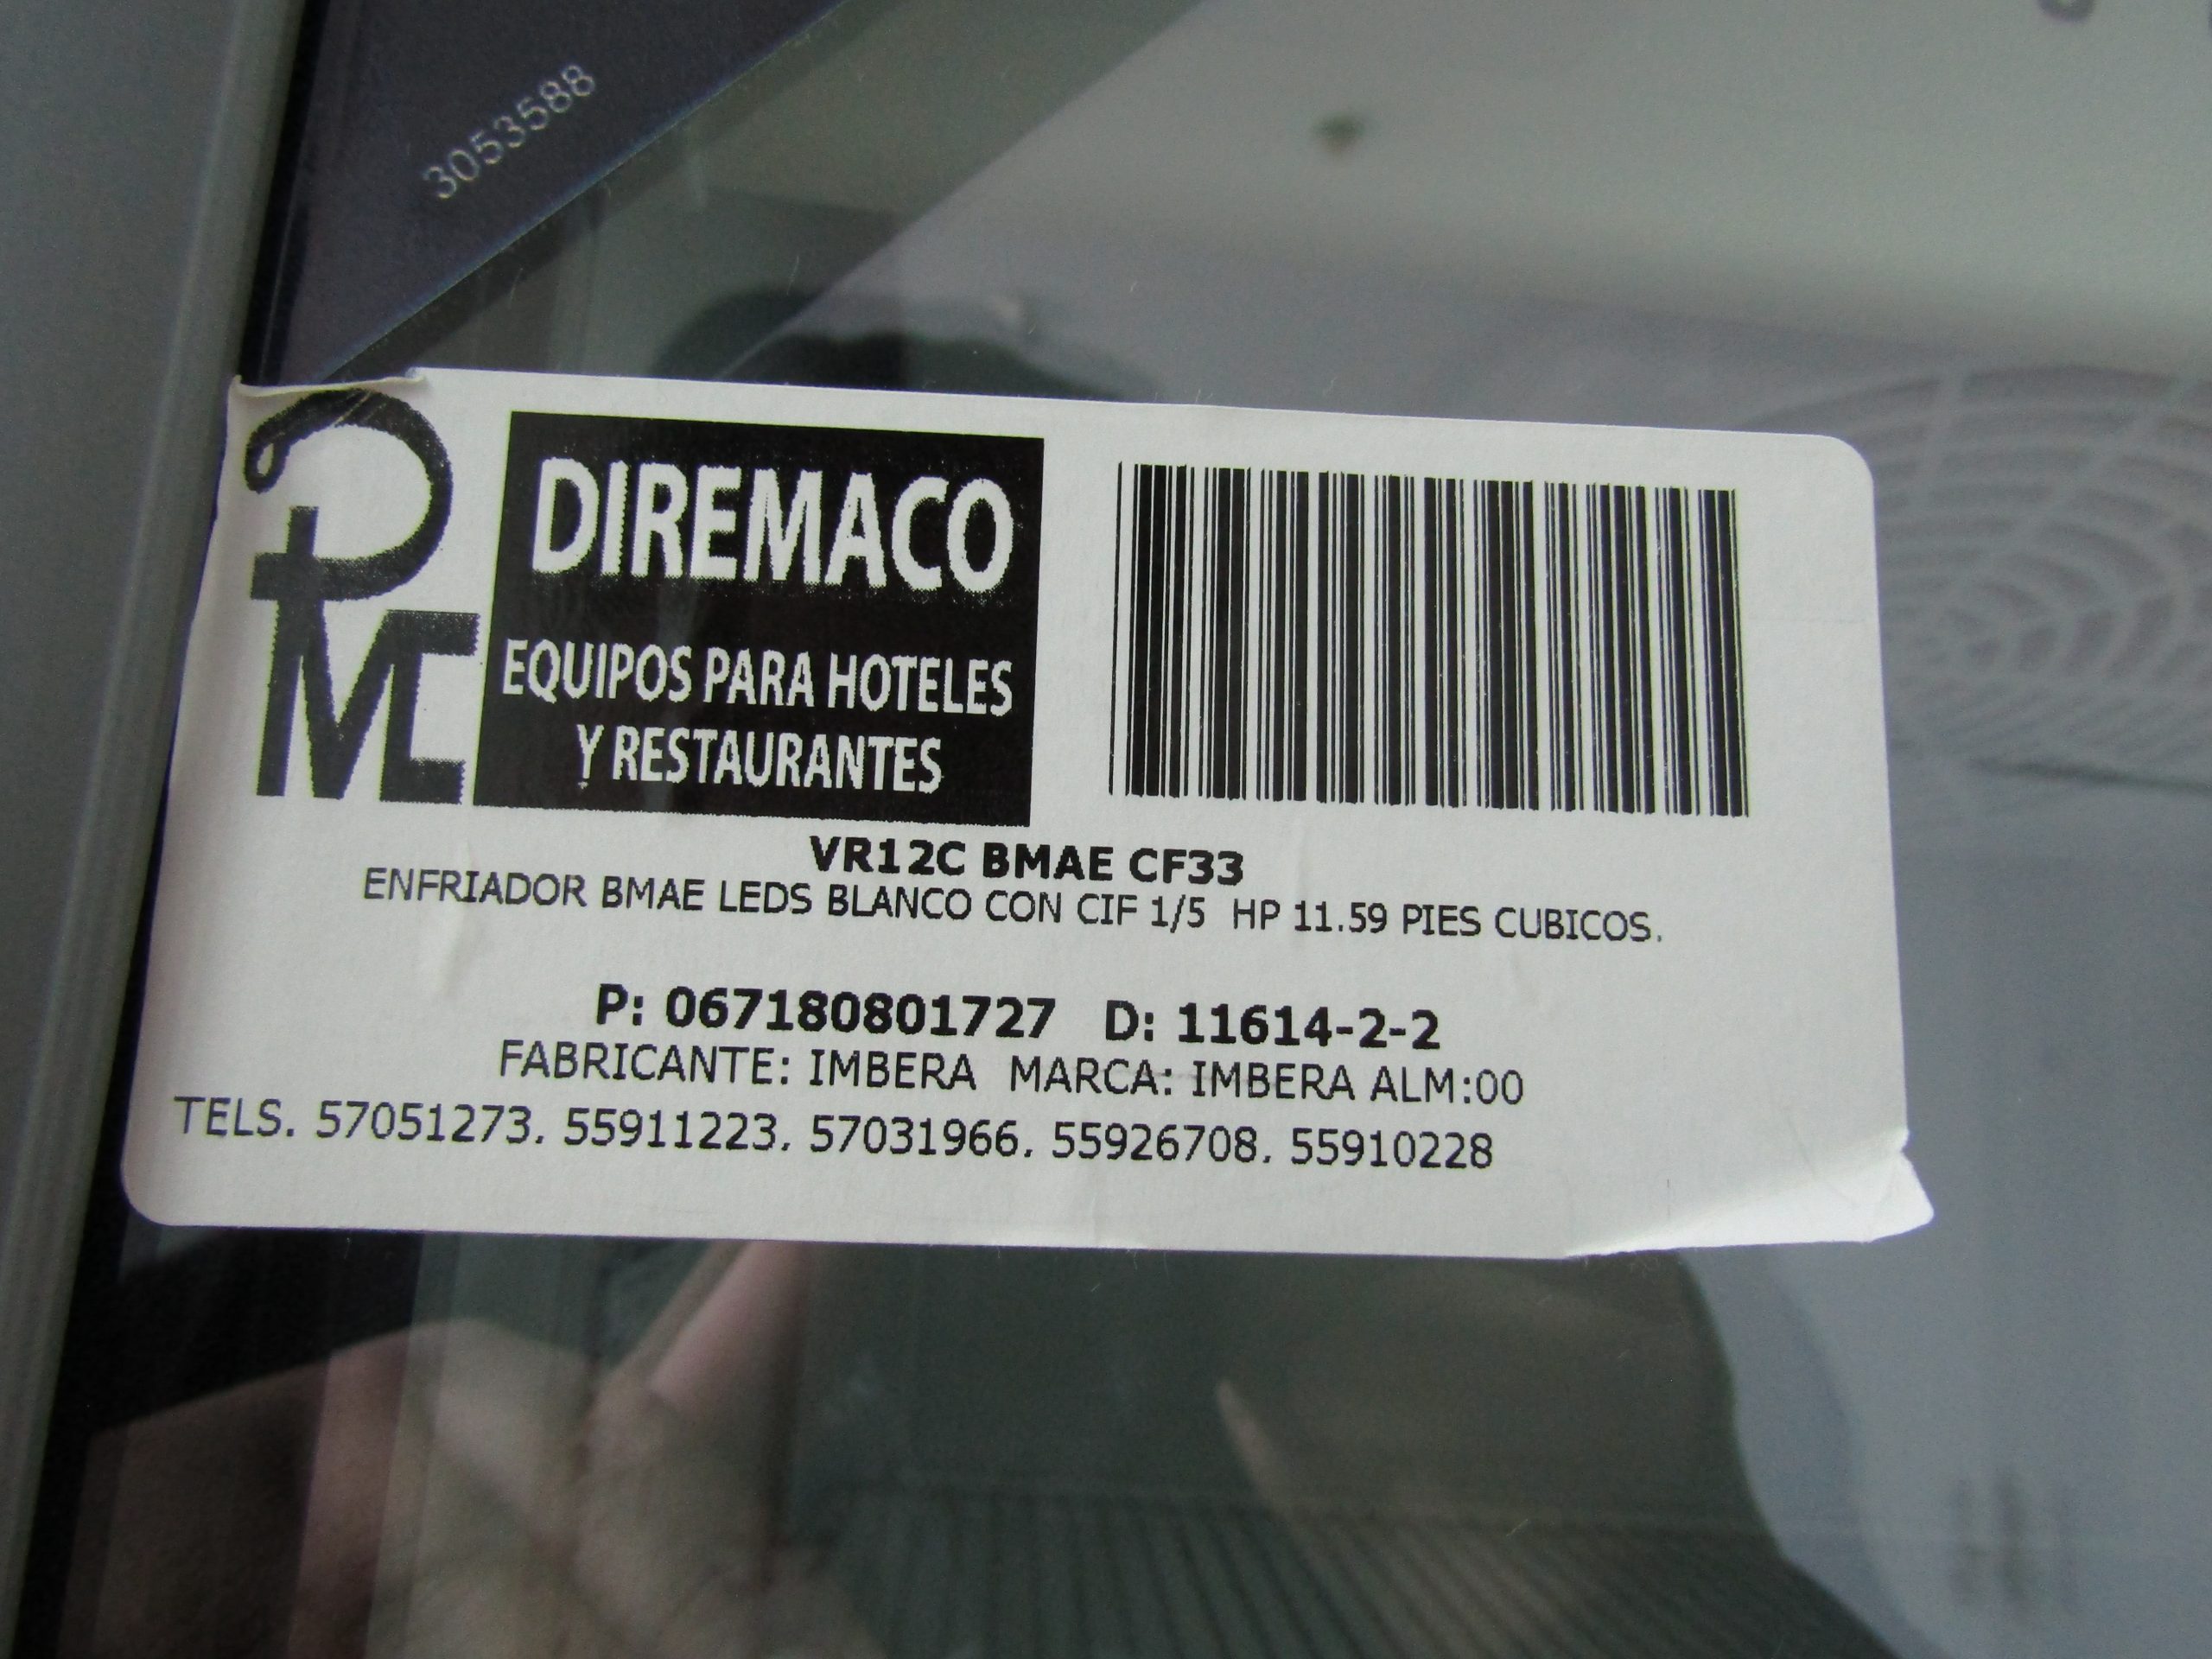 3053588
DMC
DIREMACO
EQUIPOS PARA HOTELES
Y RESTAURANTES
VR12C BMAE CF33
ENFRIADOR BMAE LEDS BLANCO CON CIF 1/5 HP 11.59 PIES CUBICOS.
P: 067180801727 D: 11614-2-2
FABRICANTE: IMBERA MARCA: IMBERA ALM:00
TELS. 57051273. 55911223. 57031966. 55926708. 55910228